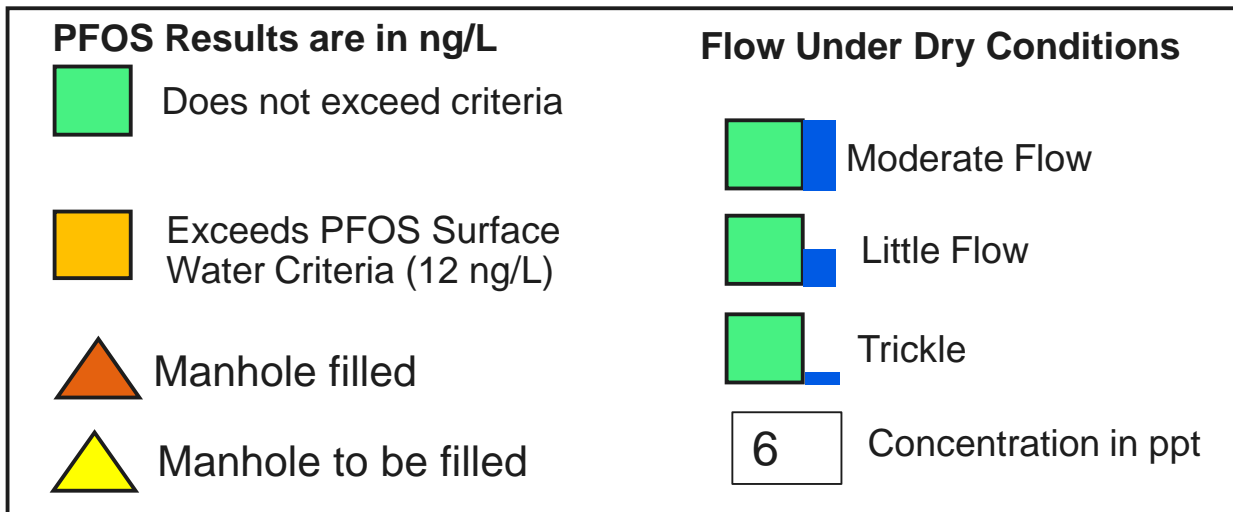 PFOS Results are in ng/L
Does not exceed criteria
Exceeds PFOS Surface
Water Criteria (12 ng/L)
Manhole filled
Manhole to be filled
Flow Under Dry Conditions
Moderate Flow
Little Flow
Trickle
6
Concentration in ppt